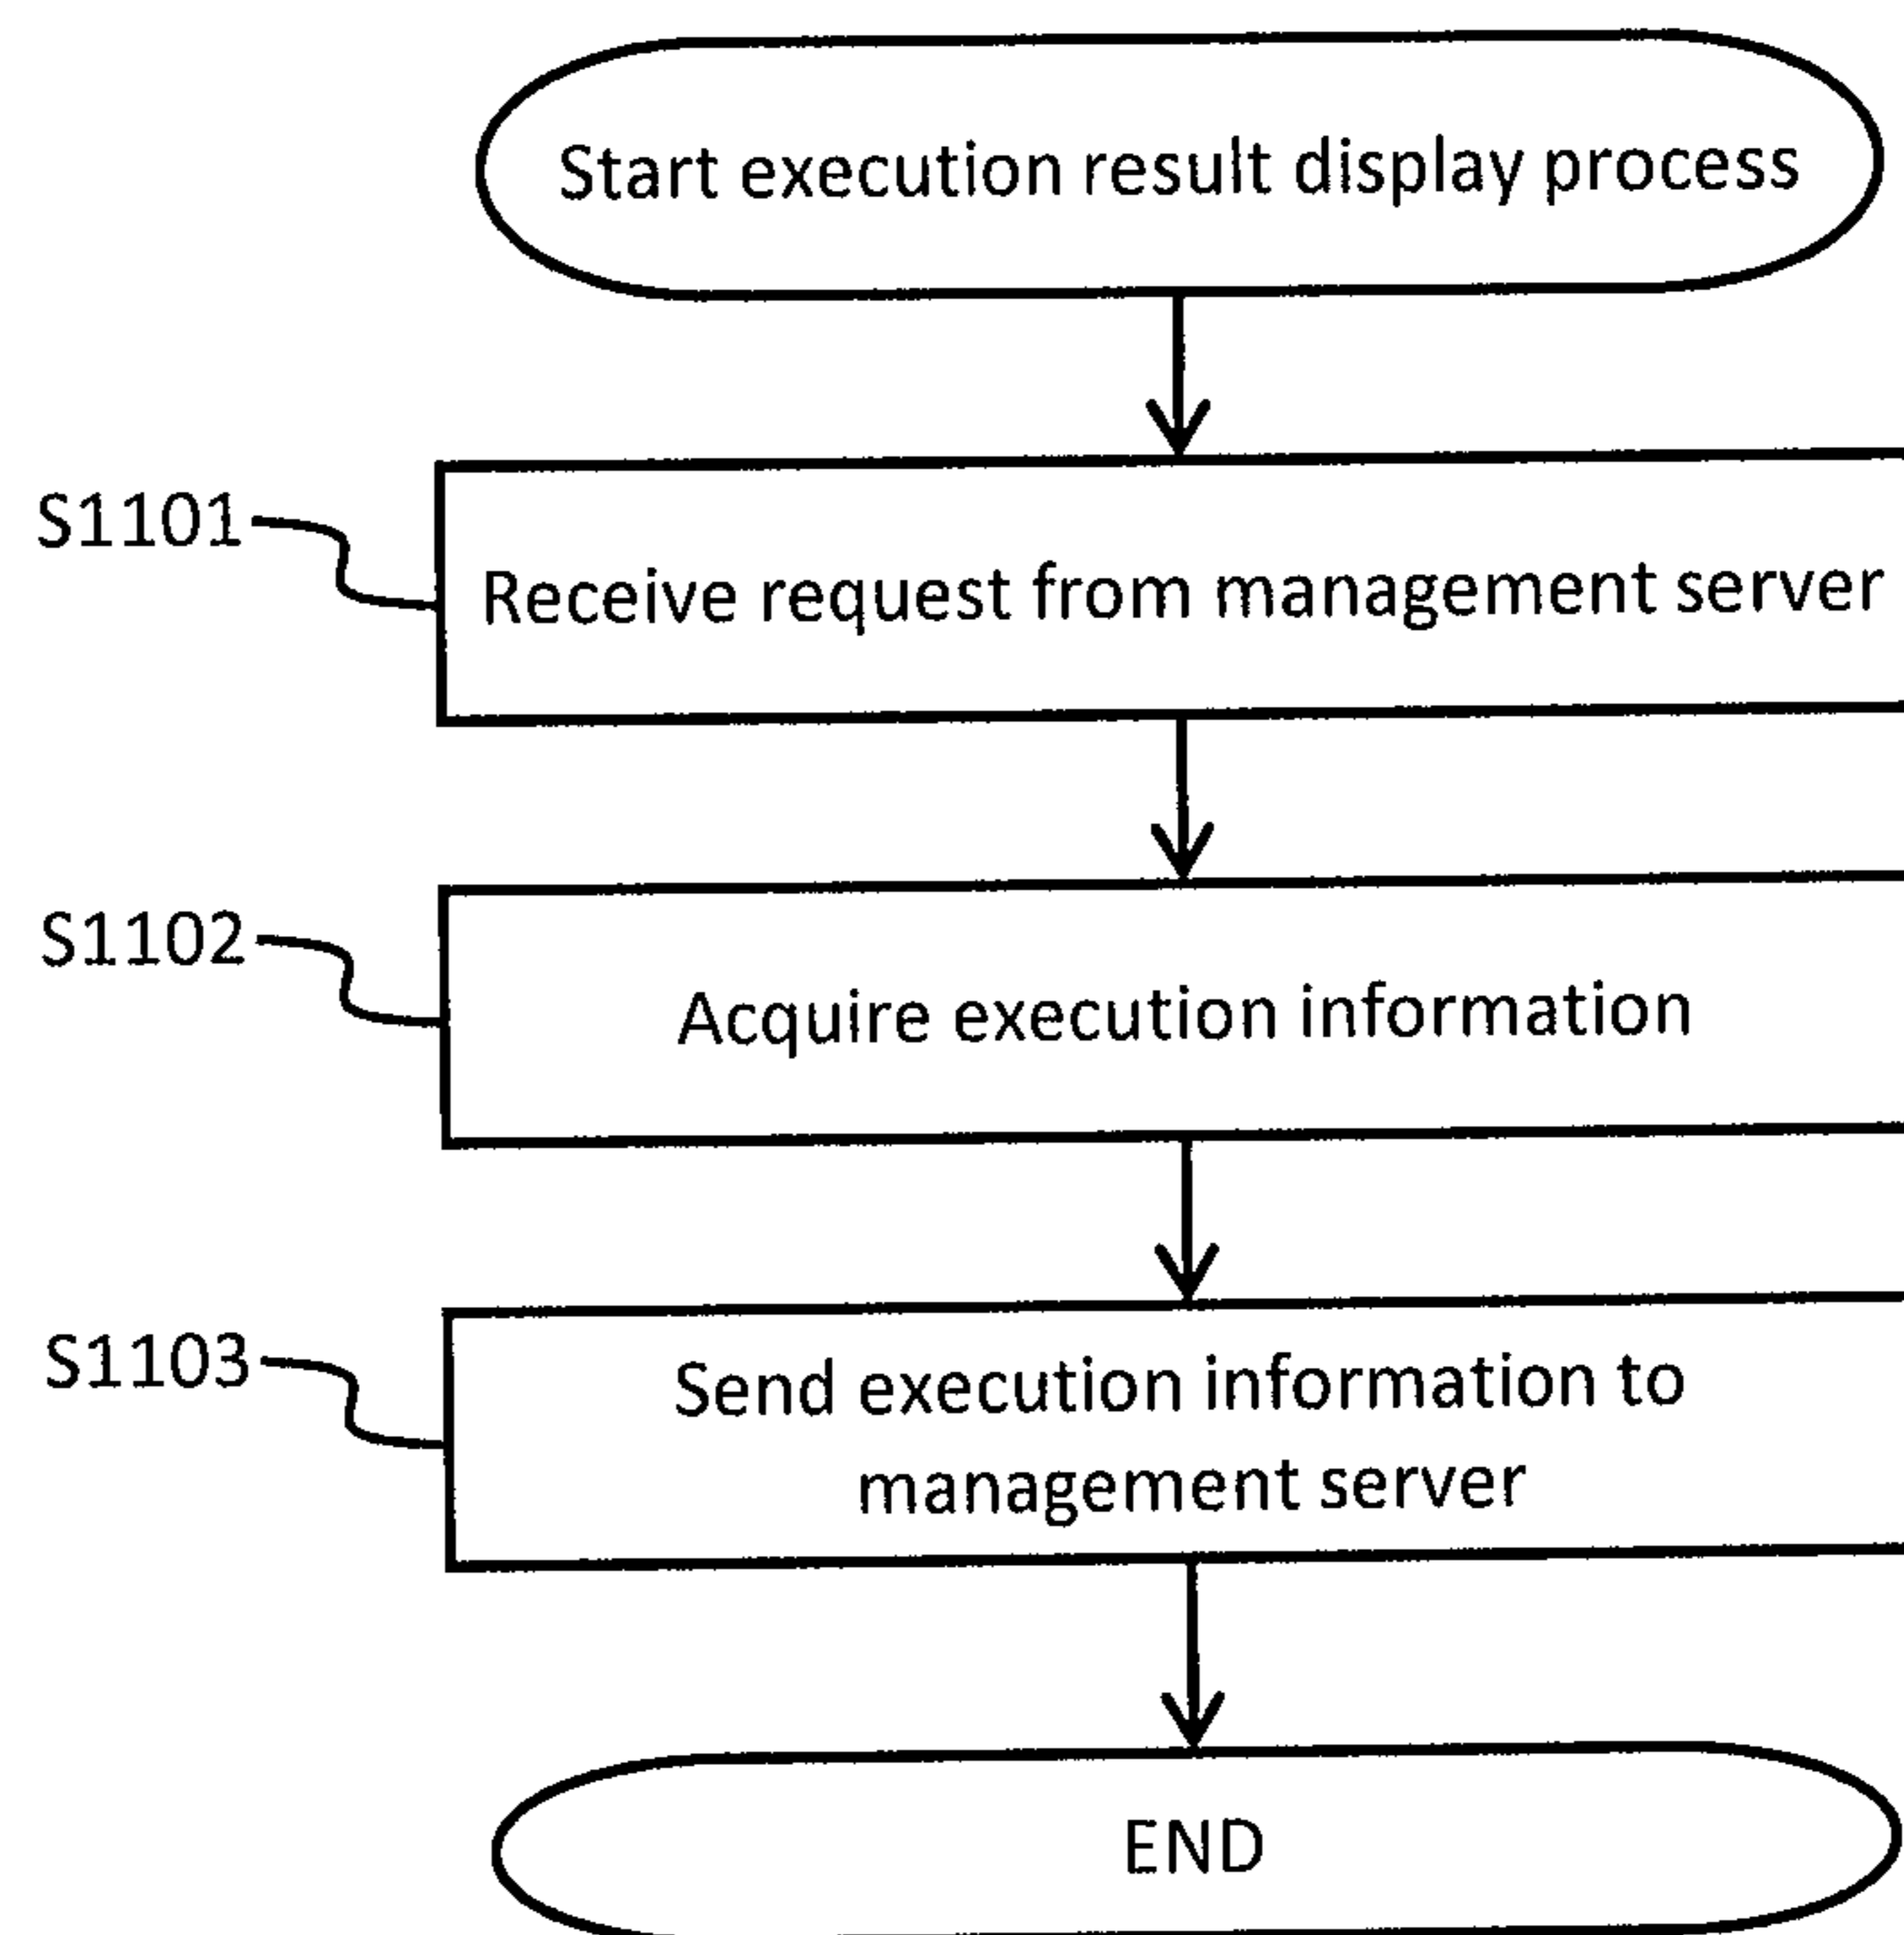 Start execution result display process
S1101
Receive request from management server
S1102
Acquire execution information
S1103
Send execution information to
management server
END